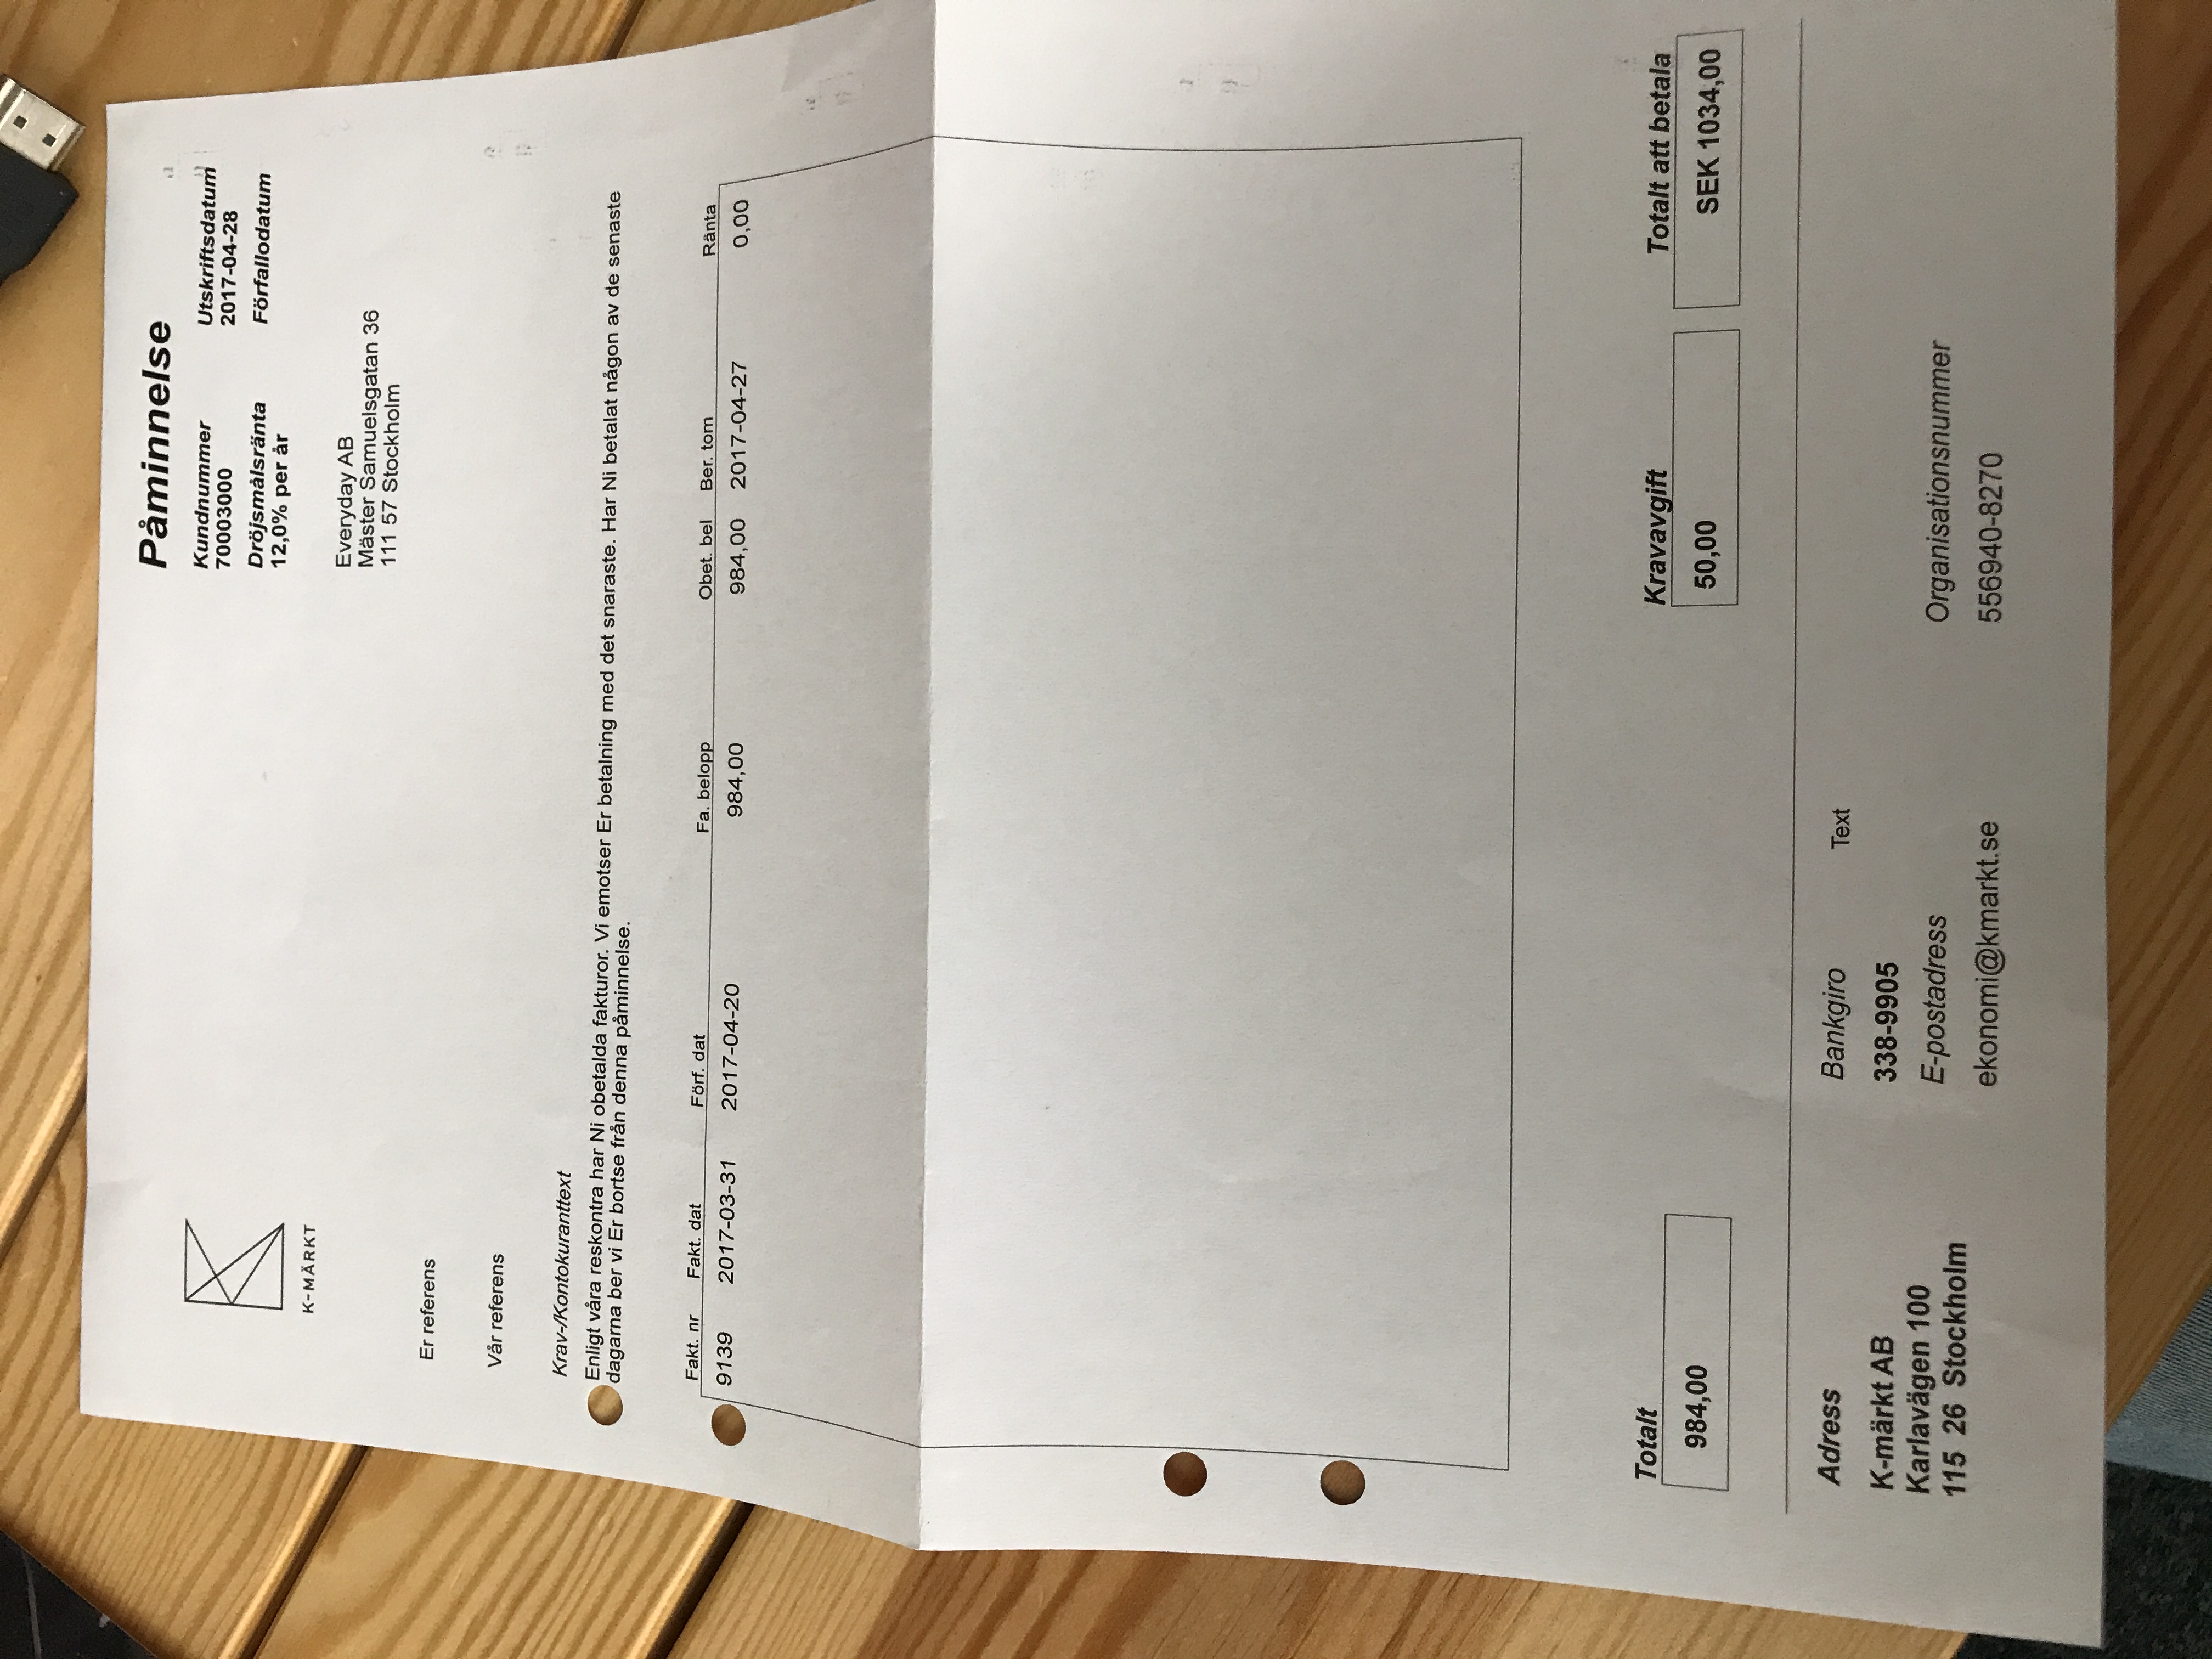 K-MÄRKT
Påminnelse
Kundnummer Utskriftsdatum
70003000 2017-04-28
Dröjsmålsränta Förfallodatum
12,0% per år
Everyday AB
Mäster Samuelsgatan 36
111 57 Stockholm
Er referens
Vår referens
Krav-/Kontokuranttext
Enligt våra reskontra har Ni obetalda fakturor. Vi emotser Er betalning med det snaraste. Har Ni betalat någon av de senaste
dagarna ber vi Er bortse från denna påminnelse.
Fakt. nr Fakt. dat Förf. dat Fa. belopp Obet. bel Ber. tom Ränta
9139 2017-03-31 2017-04-20 984,00 984,00 2017-04-27 0,00
Totalt Kravavgift Totalt att betala
984,00 50,00 SEK 1034,00
Adress Bankgiro Text
K-märkt AB 338-9905
Karlavägen 100 E-postadress Organisationsnummer
115 26 Stockholm ekonomi@kmarkt.se 556940-8270